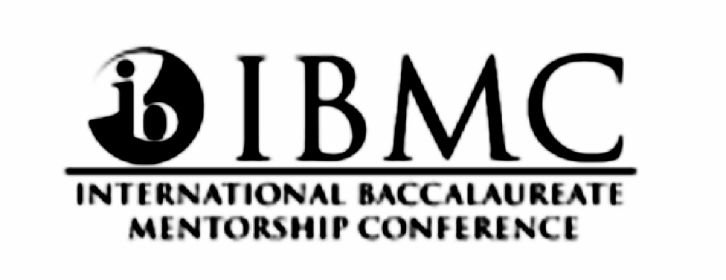 ib IBMC
INTERNATIONAL BACCALAUREATE
MENTORSHIP CONFERENCE